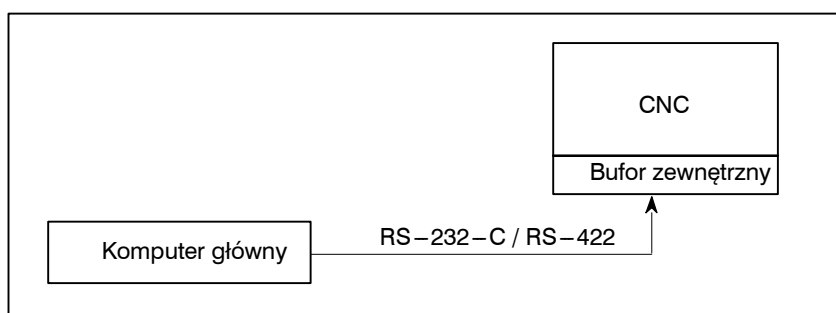 CNC
Bufor zewnętrzny
RS-232-C / RS-422
Komputer główny